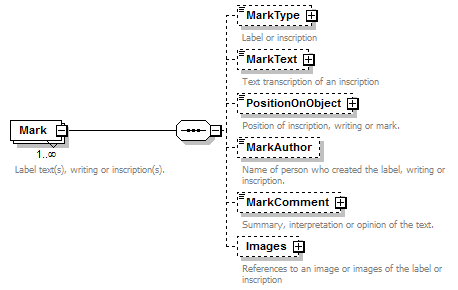 MarkType
Label or inscription
MarkText
Text transcription of an inscription
PositionOnObject
Position of inscription, writing or mark.
Mark
1..∞
Label text(s), writing or inscription(s).
MarkAuthor
Name of person who created the label, writing or
inscription.
MarkComment
Summary, interpretation or opinion of the text.
Images
References to an image or images of the label or
inscription